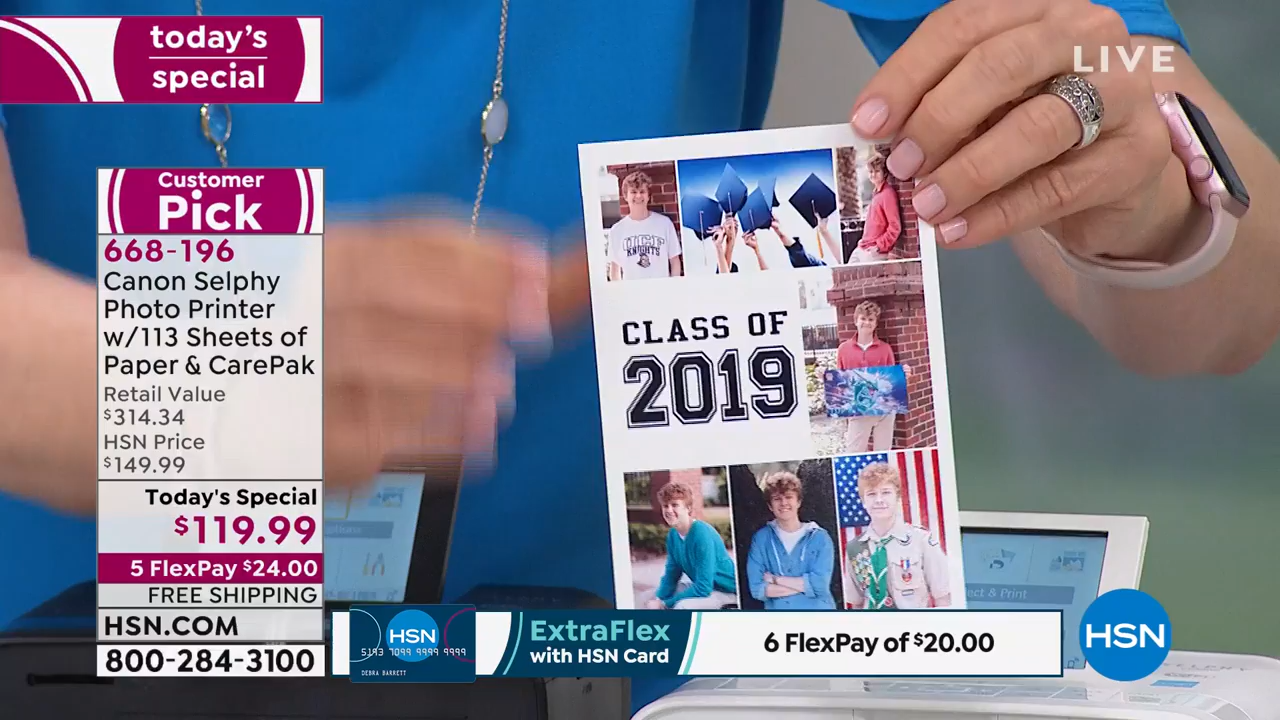 today's
special
LIVE
Customer
Pick
668-196
Canon Selphy
Photo Printer
w/113 Sheets of
Paper & CarePak
Retail Value
$314.34
HSN Price
$149.99
Today's Special
$119.99
5 FlexPay $24.00
FREE SHIPPING
HSN.COM
800-284-3100
UCF
KNIGHTS
CLASS OF
2019
ect & Print
HSN
5193 7099 9999 9999
DEBRA BARRETT
ExtraFlex
with HSN Card
6 FlexPay of $20.00
HSN
SELPHY